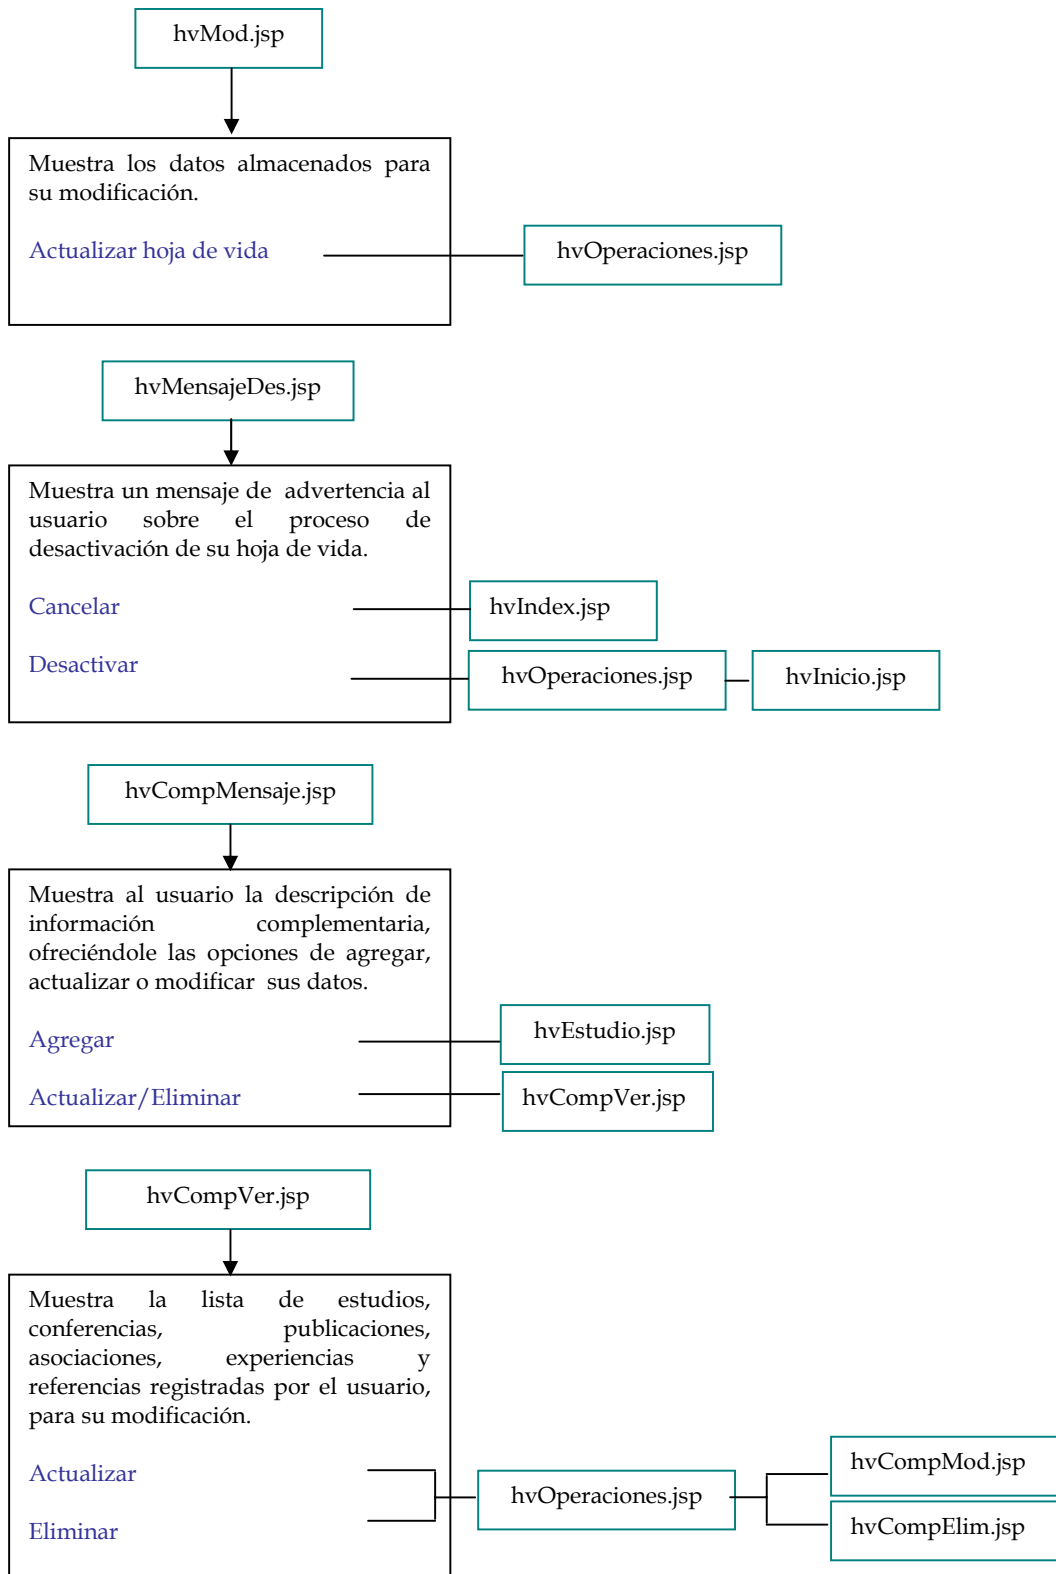 hvMod.jsp
Muestra los datos almacenados para
su modificación.
Actualizar hoja de vida
hvOperaciones.jsp
hvMensajeDes.jsp
Muestra un mensaje de advertencia al
usuario sobre el proceso de
desactivación de su hoja de vida.
Cancelar
hvIndex.jsp
Desactivar
hvOperaciones.jsp
hvInicio.jsp
hvCompMensaje.jsp
Muestra al usuario la descripción de
información complementaria,
ofreciéndole las opciones de agregar,
actualizar o modificar sus datos.
Agregar
hvEstudio.jsp
Actualizar/Eliminar
hvCompVer.jsp
hvCompVer.jsp
Muestra la lista de estudios,
conferencias, publicaciones,
asociaciones, experiencias y
referencias registradas por el usuario,
para su modificación.
Actualizar
Eliminar
hvOperaciones.jsp
hvCompMod.jsp
hvCompElim.jsp